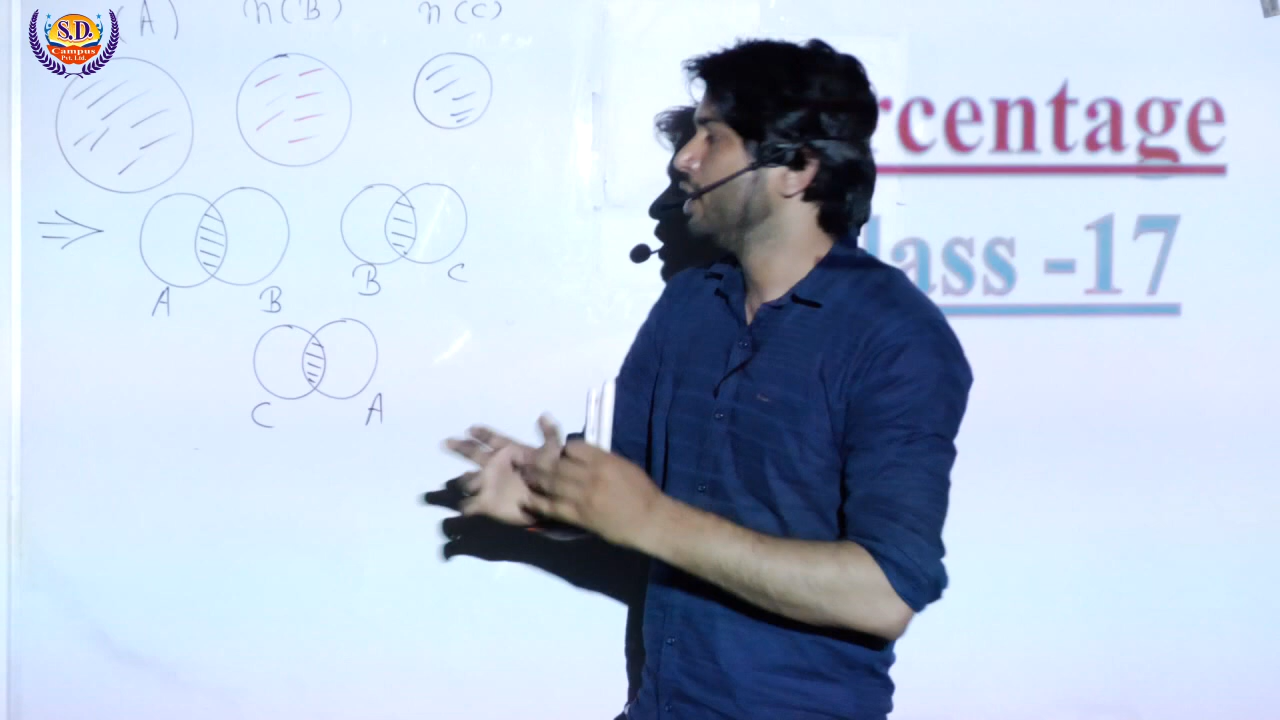 S.D.
Campus
Pvt. Ltd.
(A) n(B) n(C)
A B
B C
C A
rcentage
lass -17